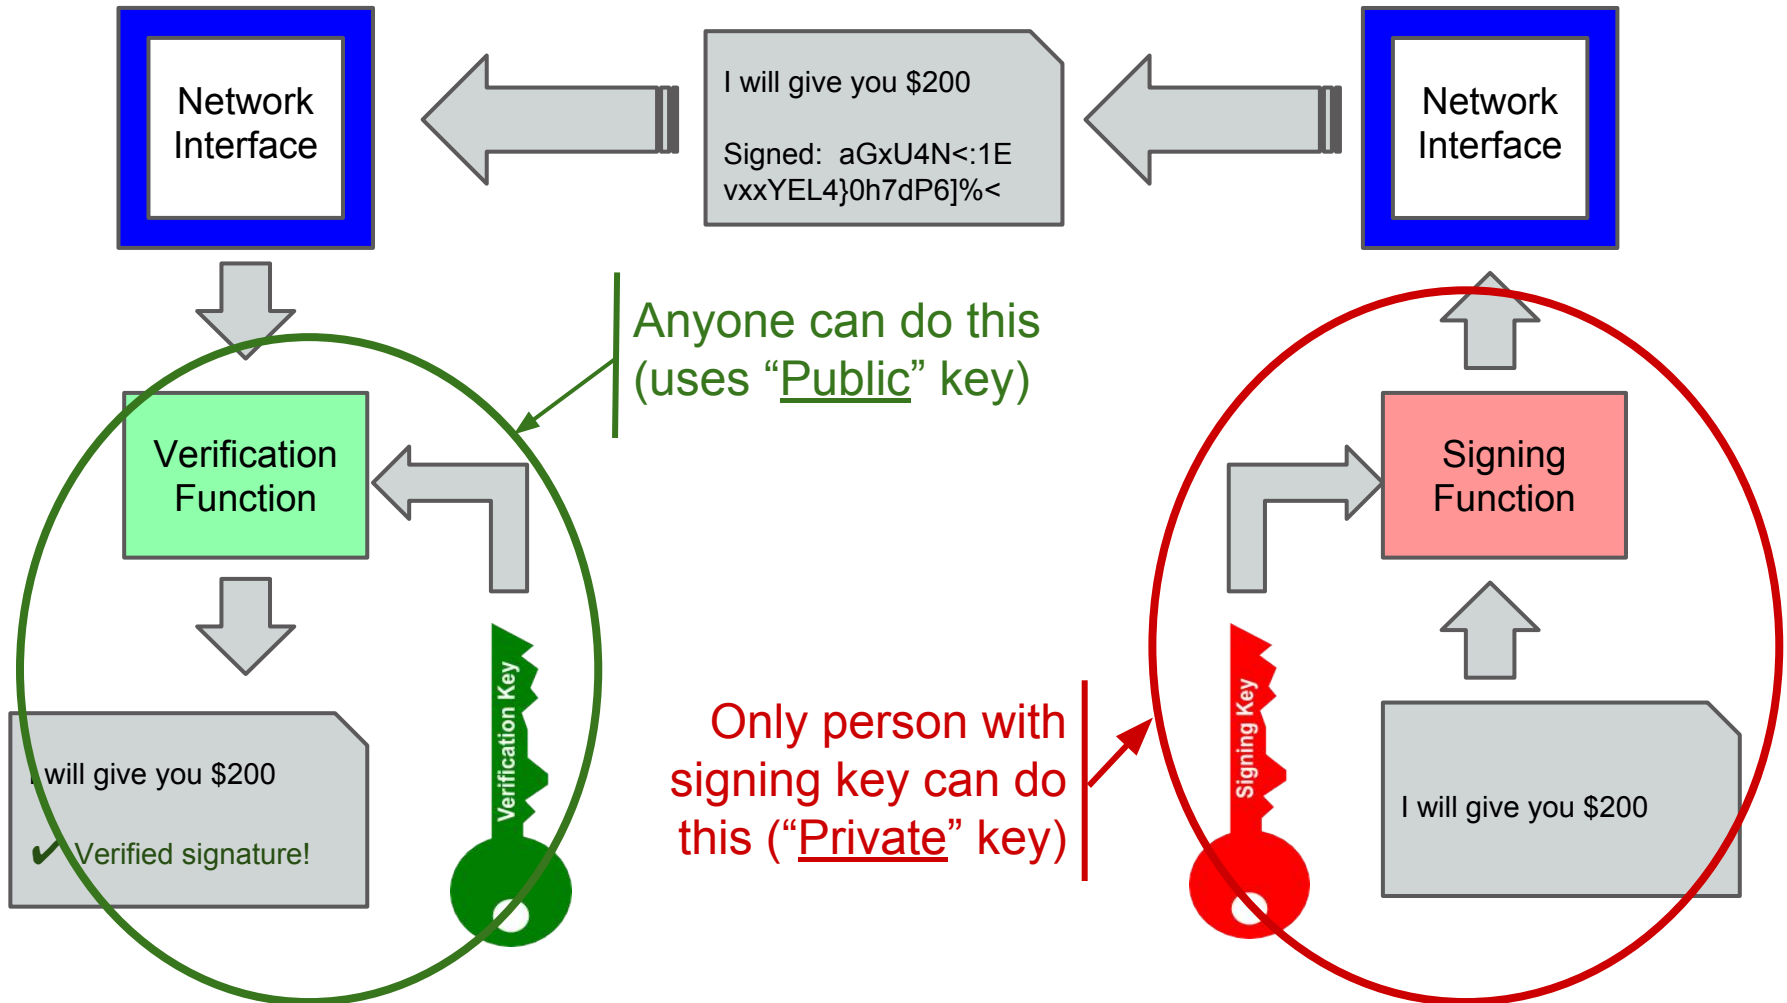 Network
Interface
I will give you $200
Signed:  aGxU4N<:1E
vxxYEL4}0h7dP6]%<
Network
Interface
Anyone can do this
(uses “Public” key)
Verification
Function
Signing
Function
Verification Key
Signing Key
Only person with
signing key can do
this (“Private” key)
I will give you $200
✔ Verified signature!
I will give you $200